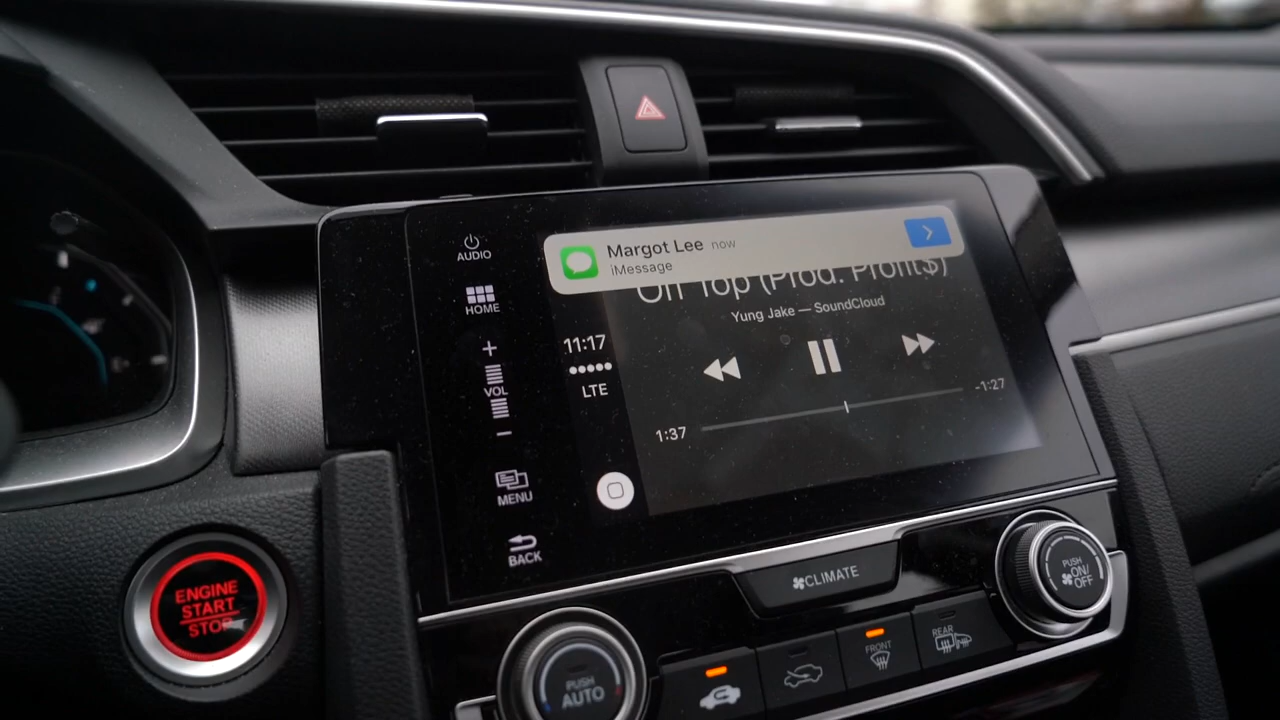 AUDIO
HOME
+
VOL
−
MENU
BACK
Margot Lee now
iMessage
On Top (Prod. Profit$)
Yung Jake — SoundCloud
11:17
LTE
1:37
-1:27
ENGINE
START
STOP
CLIMATE
PUSH
AUTO
FRONT
REAR
PUSH
ON/
OFF